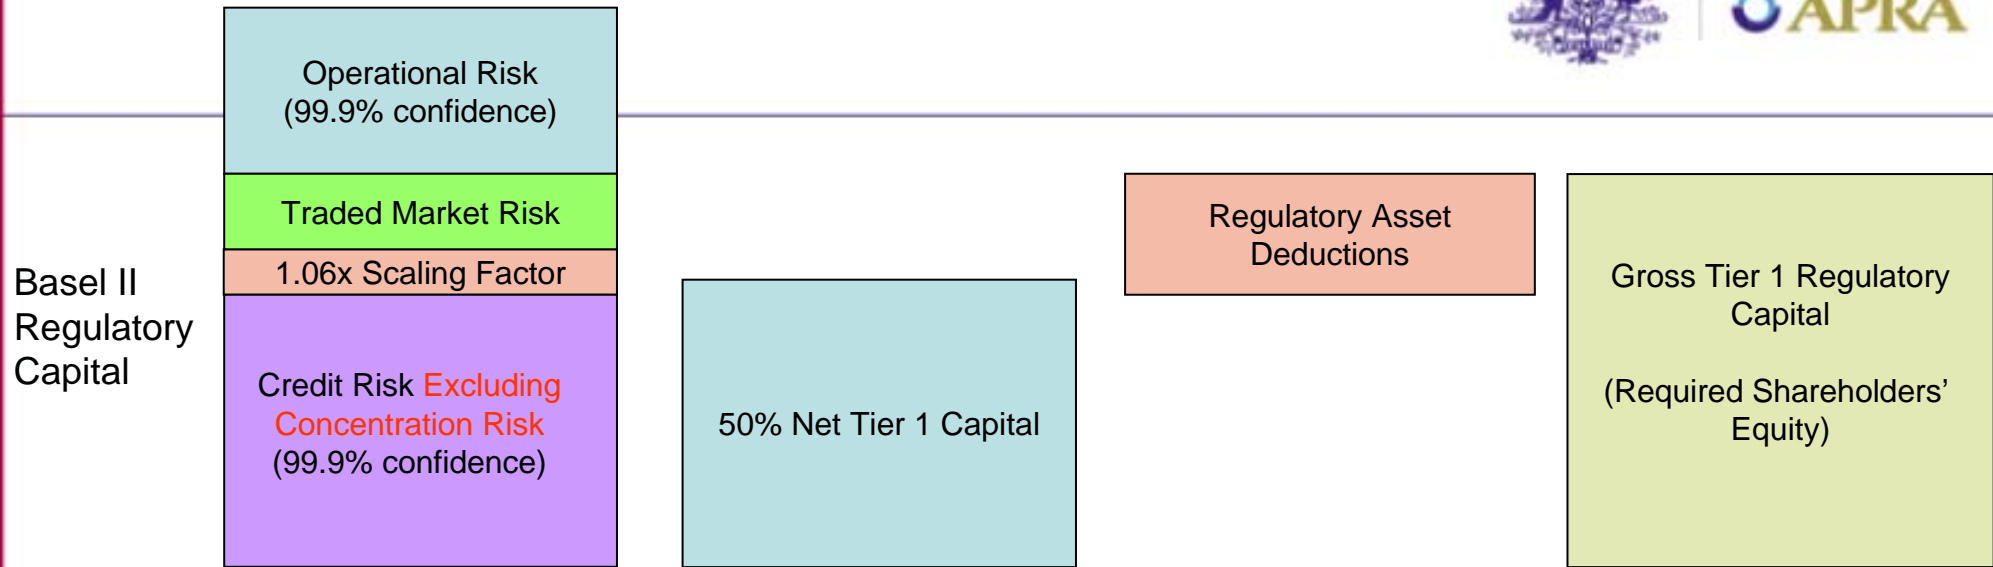 APRA
Operational Risk
(99.9% confidence)
Traded Market Risk
1.06x Scaling Factor
Basel II
Regulatory
Capital
Credit Risk Excluding
Concentration Risk
(99.9% confidence)
50% Net Tier 1 Capital
Regulatory Asset
Deductions
Gross Tier 1 Regulatory
Capital
(Required Shareholders’
Equity)